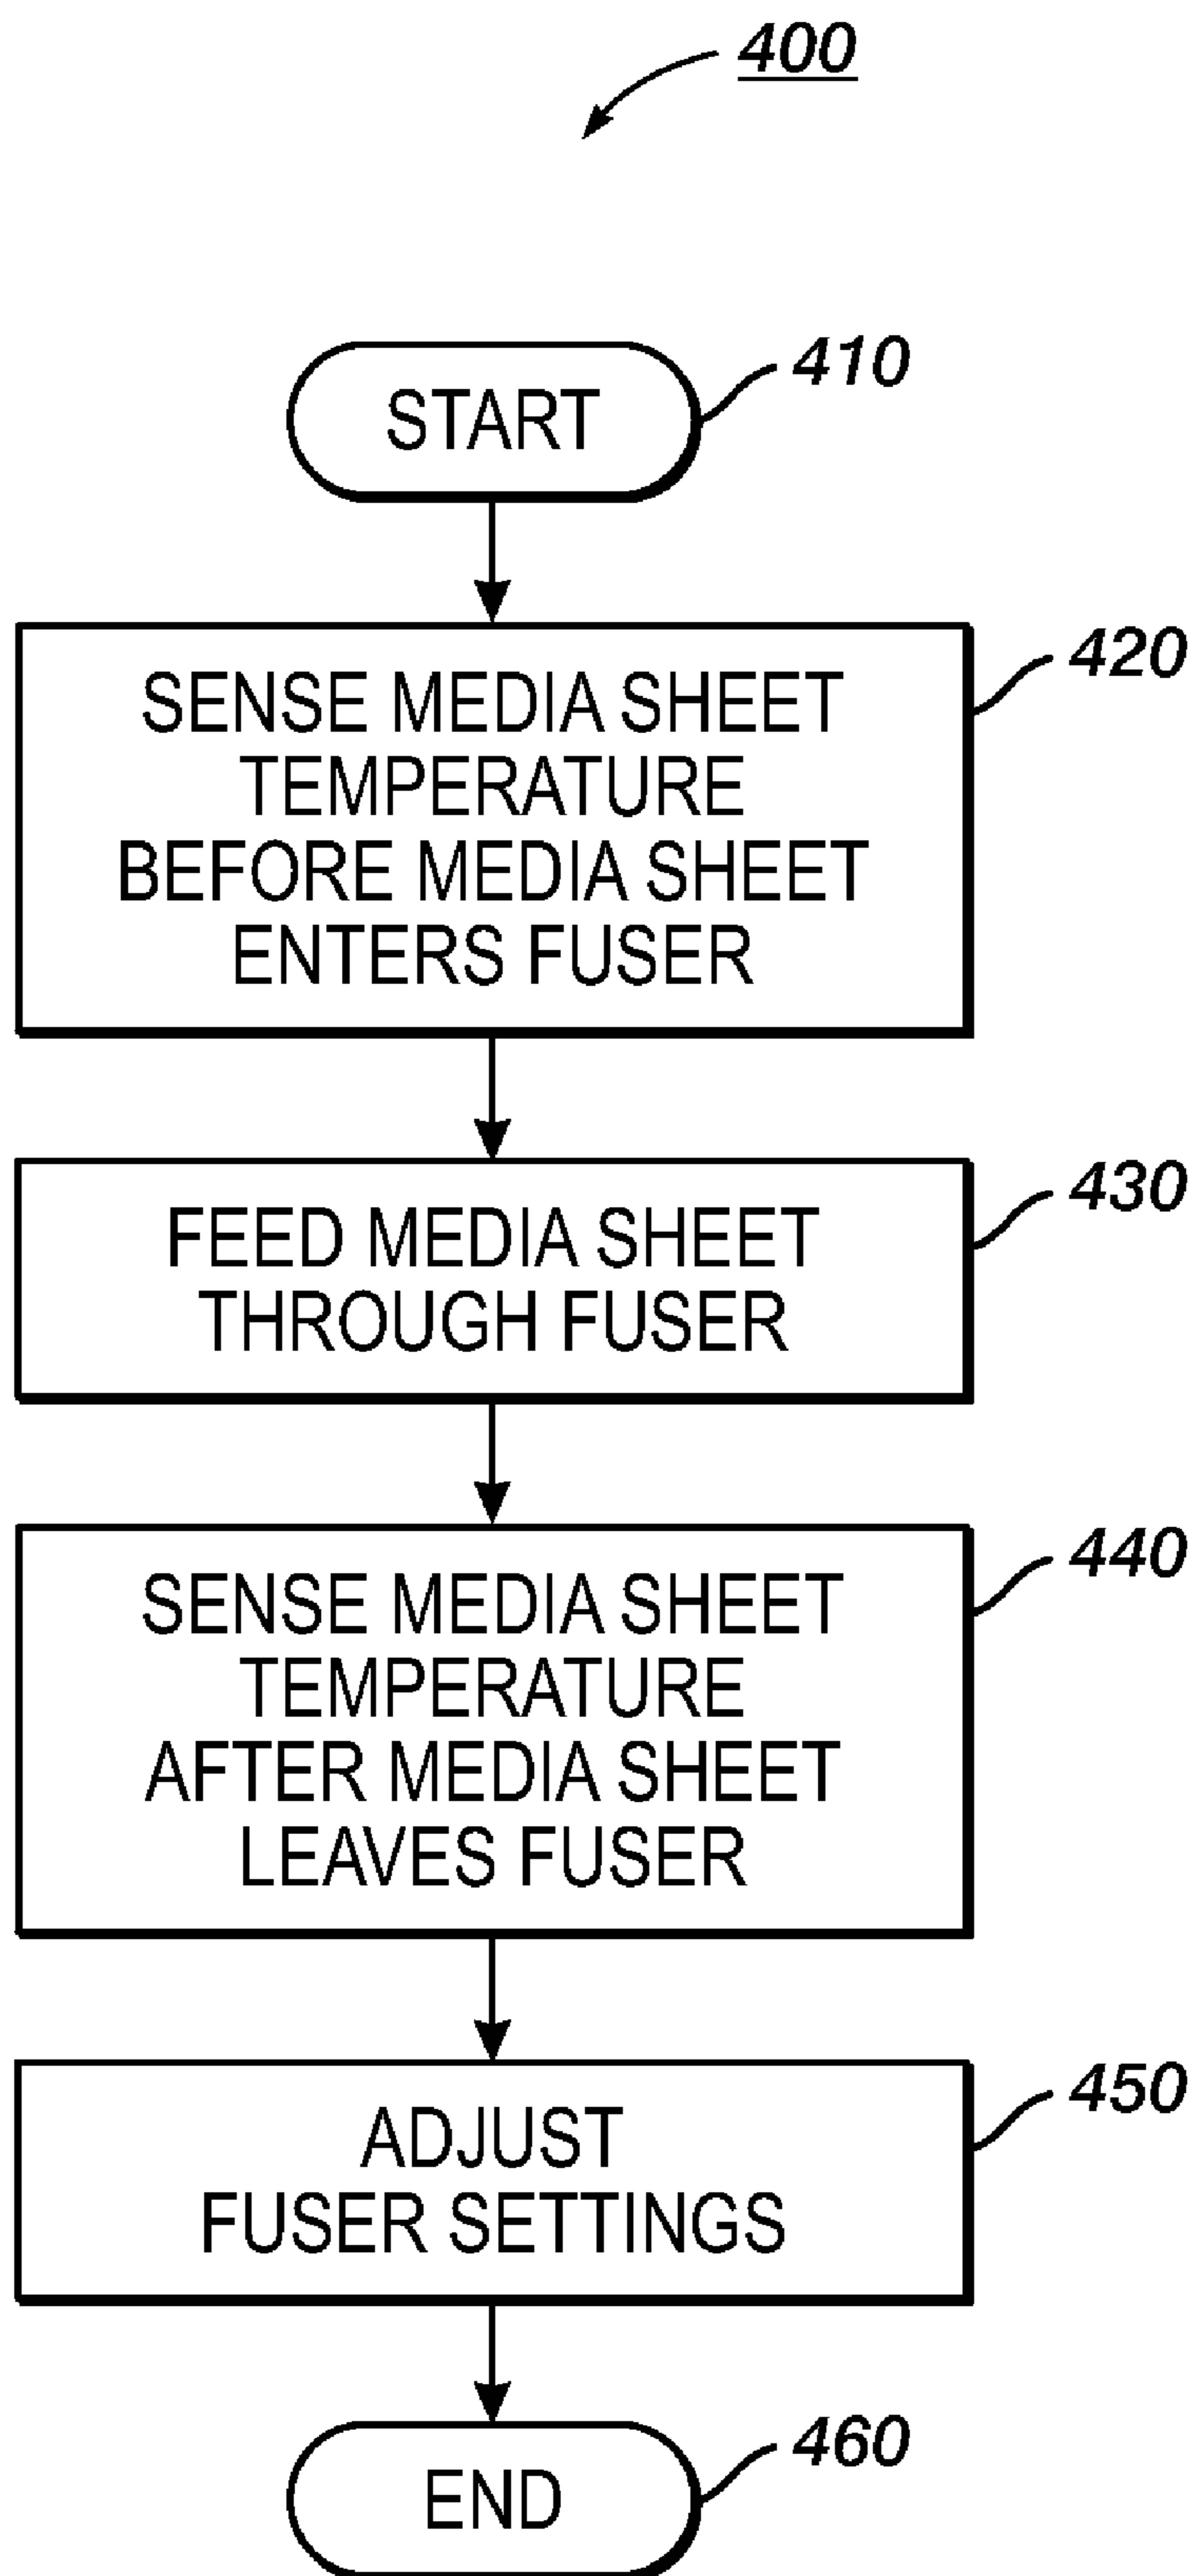 400
START
410
SENSE MEDIA SHEET
TEMPERATURE
BEFORE MEDIA SHEET
ENTERS FUSER
420
FEED MEDIA SHEET
THROUGH FUSER
430
SENSE MEDIA SHEET
TEMPERATURE
AFTER MEDIA SHEET
LEAVES FUSER
440
ADJUST
FUSER SETTINGS
450
END
460